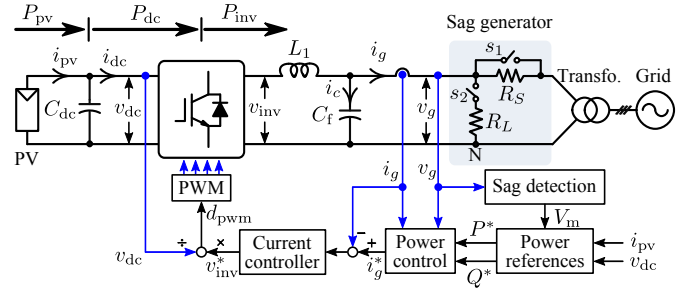 P_pv P_dc P_inv
Sag generator
i_pv i_dc L_1 i_g s_1 Transfo. Grid
C_dc v_dc v_inv i_c C_f v_g s_2 R_S
R_L
PV N
PWM i_g v_g Sag detection
d_pwm V_m
÷ × − +
v_dc v*_inv Current controller i*_g Power control P* Q* Power references i_pv v_dc